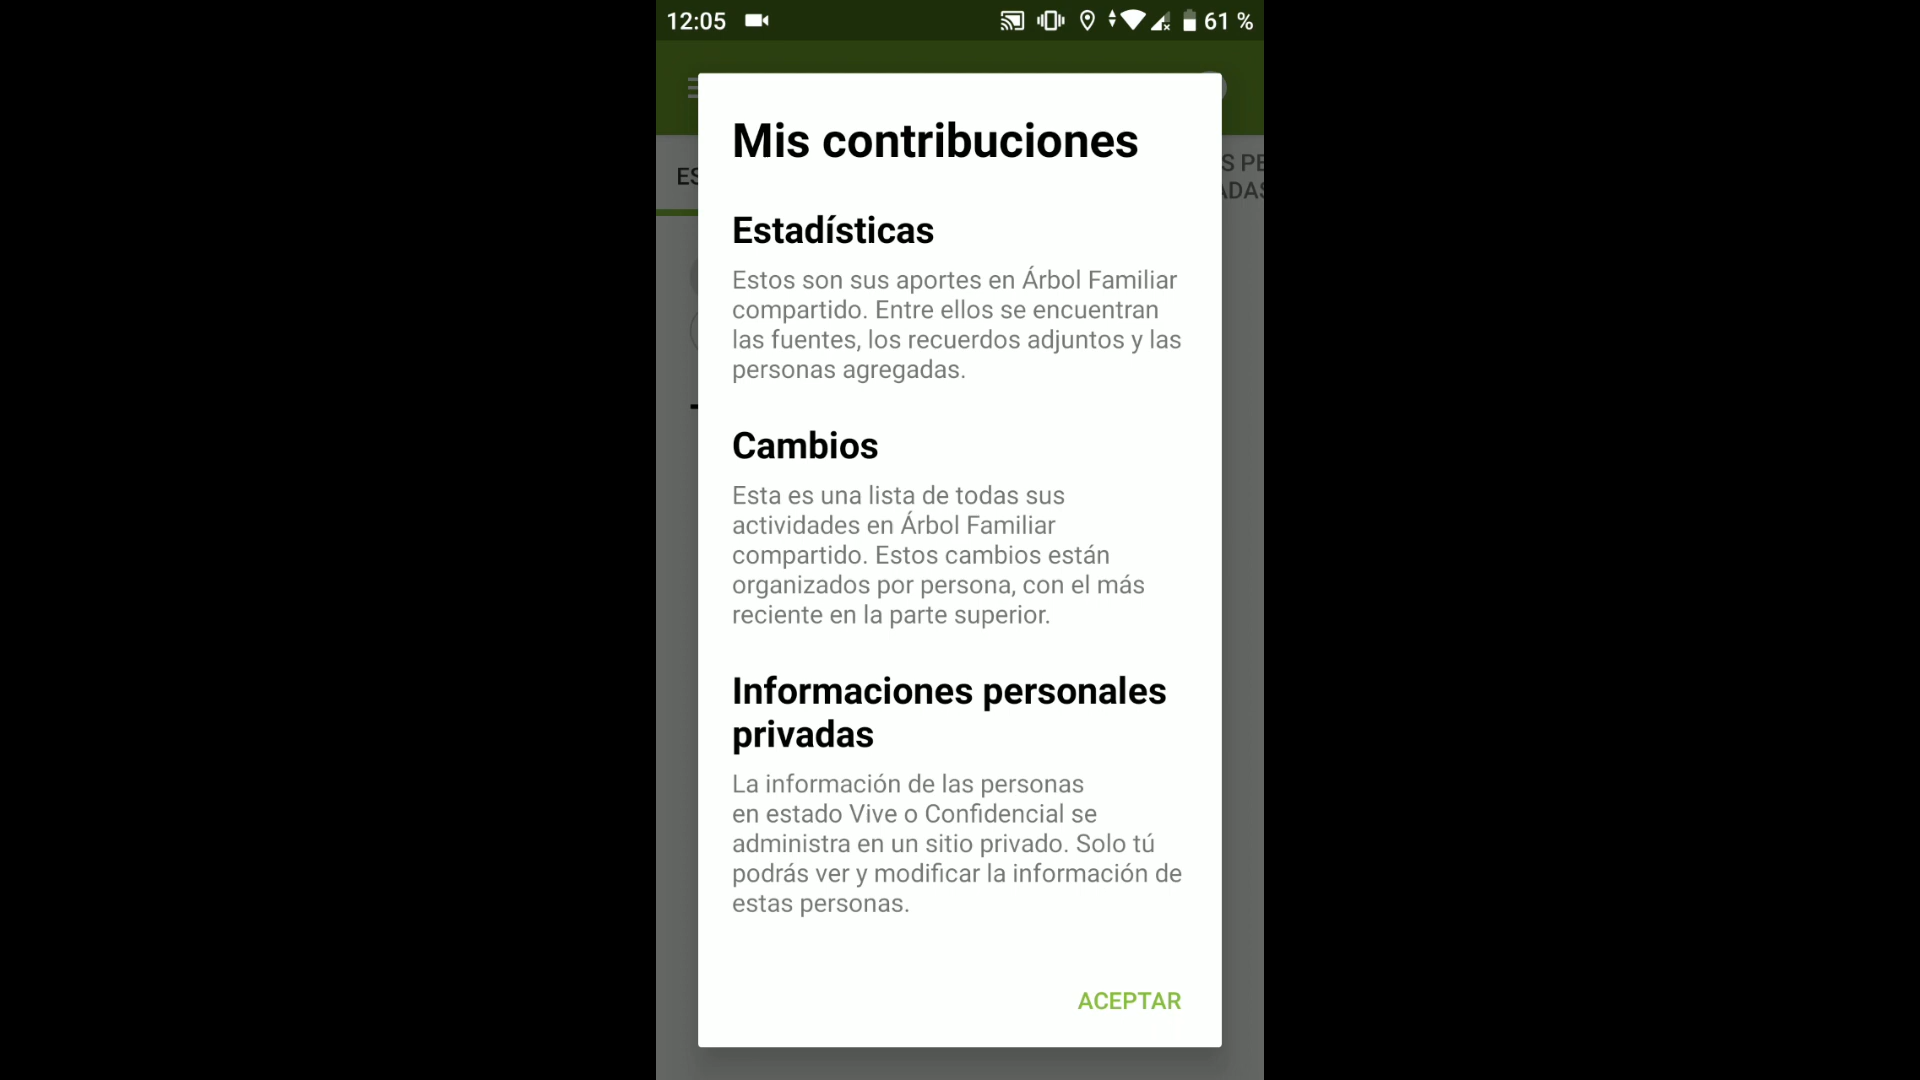 12:05
61 %
Mis contribuciones
ES
S PE
ADAS
Estadísticas
Estos son sus aportes en Árbol Familiar
compartido. Entre ellos se encuentran
las fuentes, los recuerdos adjuntos y las
personas agregadas.
Cambios
Esta es una lista de todas sus
actividades en Árbol Familiar
compartido. Estos cambios están
organizados por persona, con el más
reciente en la parte superior.
Informaciones personales
privadas
La información de las personas
en estado Vive o Confidencial se
administra en un sitio privado. Solo tú
podrás ver y modificar la información de
estas personas.
ACEPTAR